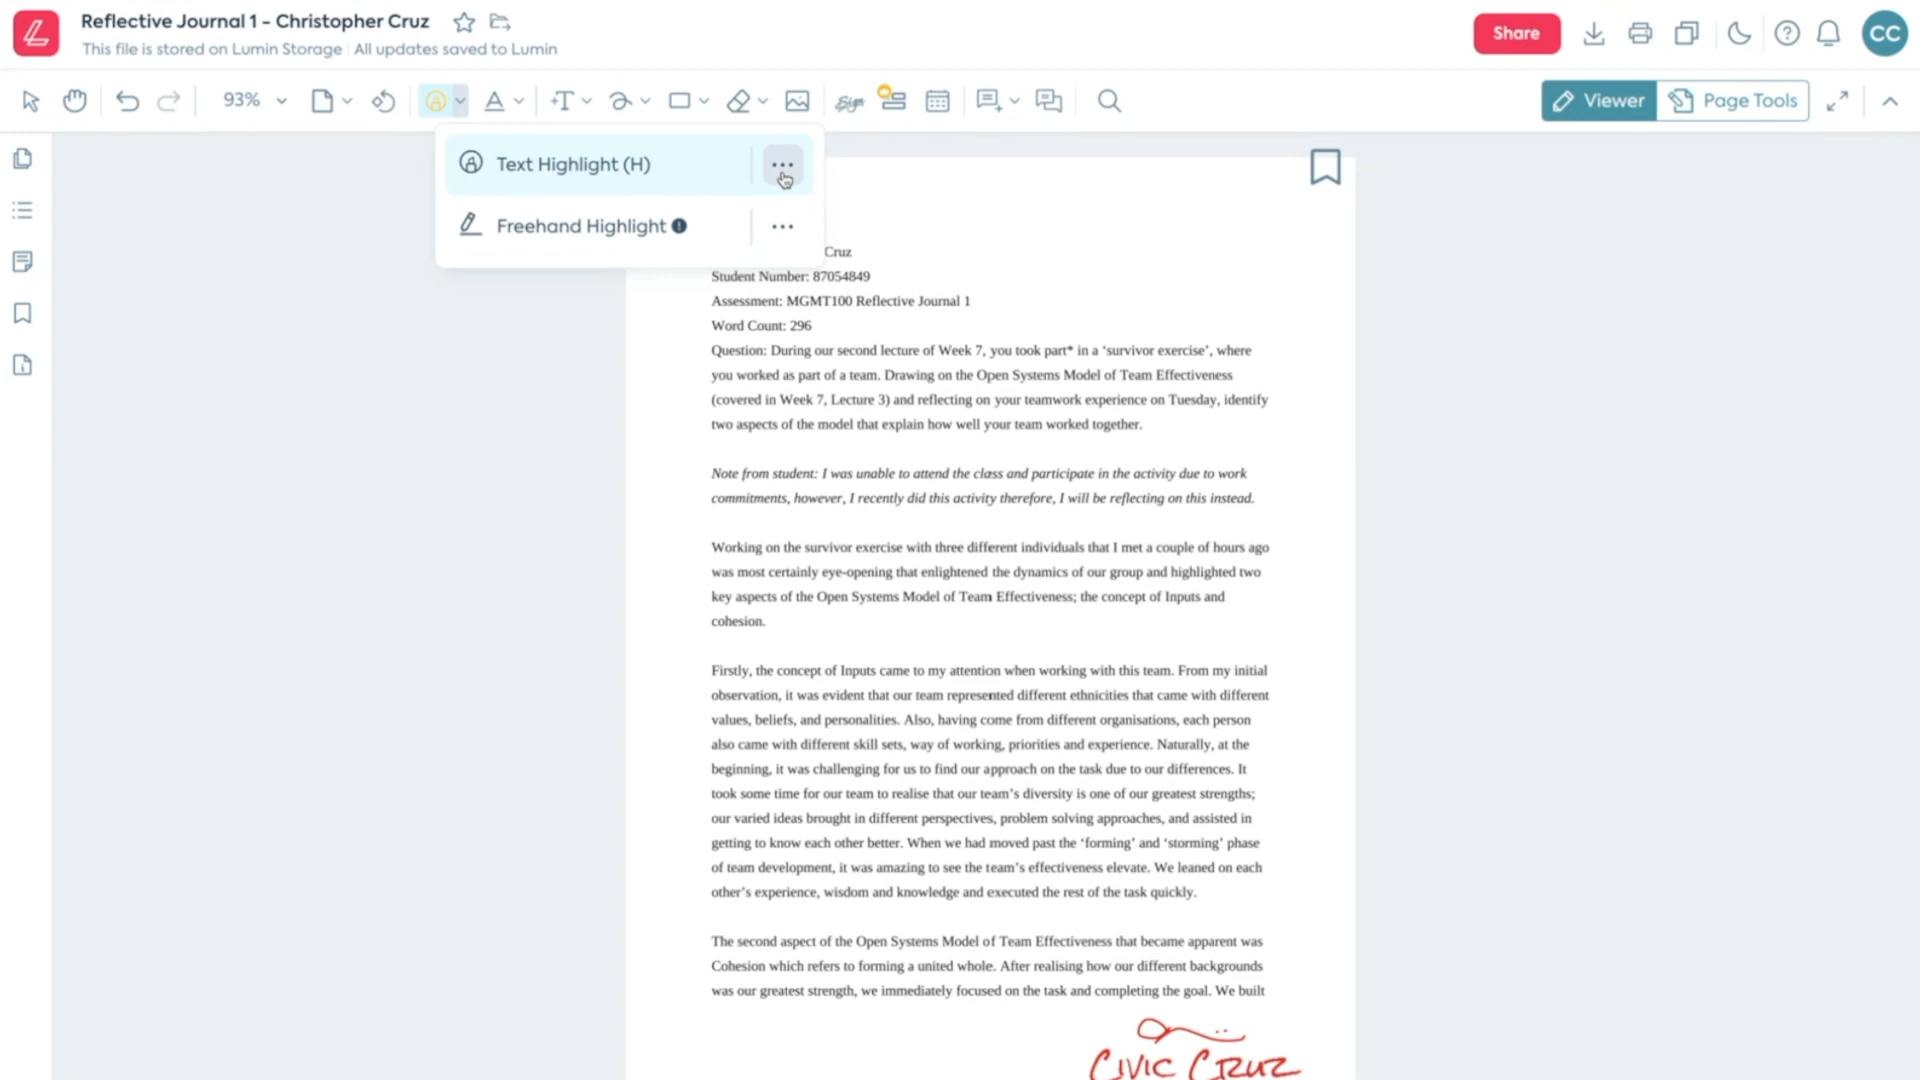 Reflective Journal 1 - Christopher Cruz
This file is stored on Lumin Storage | All updates saved to Lumin
Share
CC
93%
Sign
Viewer
Page Tools
Text Highlight (H)
Freehand Highlight
Cruz
Student Number: 87054849
Assessment: MGMT100 Reflective Journal 1
Word Count: 296
Question: During our second lecture of Week 7, you took part* in a ‘survivor exercise’, where
you worked as part of a team. Drawing on the Open Systems Model of Team Effectiveness
(covered in Week 7, Lecture 3) and reflecting on your teamwork experience on Tuesday, identify
two aspects of the model that explain how well your team worked together.
Note from student: I was unable to attend the class and participate in the activity due to work
commitments, however, I recently did this activity therefore, I will be reflecting on this instead.
Working on the survivor exercise with three different individuals that I met a couple of hours ago
was most certainly eye-opening that enlightened the dynamics of our group and highlighted two
key aspects of the Open Systems Model of Team Effectiveness; the concept of Inputs and
cohesion.
Firstly, the concept of Inputs came to my attention when working with this team. From my initial
observation, it was evident that our team represented different ethnicities that came with different
values, beliefs, and personalities. Also, having come from different organisations, each person
also came with different skill sets, way of working, priorities and experience. Naturally, at the
beginning, it was challenging for us to find our approach on the task due to our differences. It
took some time for our team to realise that our team’s diversity is one of our greatest strengths;
our varied ideas brought in different perspectives, problem solving approaches, and assisted in
getting to know each other better. When we had moved past the ‘forming’ and ‘storming’ phase
of team development, it was amazing to see the team’s effectiveness elevate. We leaned on each
other’s experience, wisdom and knowledge and executed the rest of the task quickly.
The second aspect of the Open Systems Model of Team Effectiveness that became apparent was
Cohesion which refers to forming a united whole. After realising how our different backgrounds
was our greatest strength, we immediately focused on the task and completing the goal. We built
CIVIC CRUZ